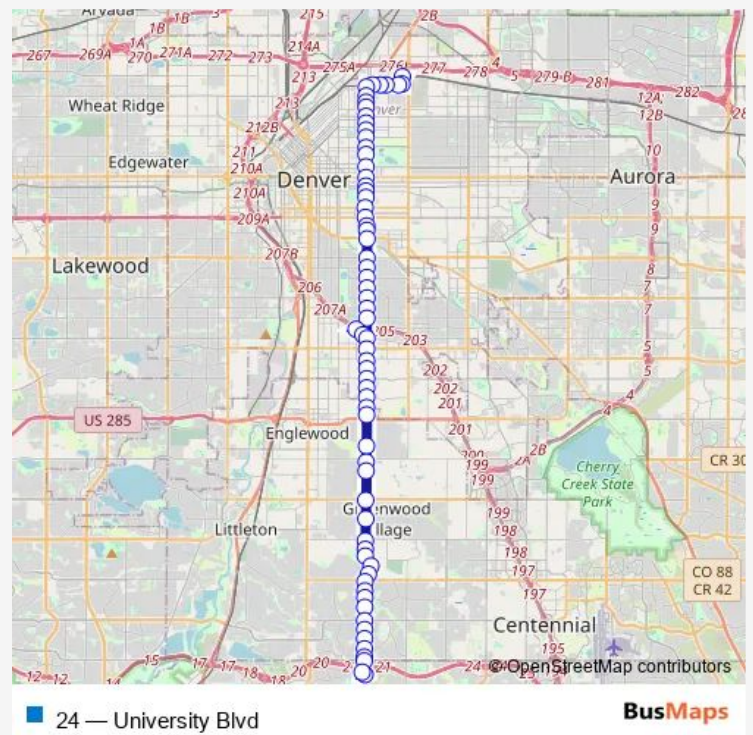 Arvada
1B
1B
215
2B
267
269A
1A
270
271A
272
273
214A
275A
276
277
278
4
5
279-B
281
282
213
Wheat Ridge
213
212B
12A
12B
211
210A
Edgewater
10
Denver
Aurora
210A
209A
9
9
207B
8
Lakewood
206
7
7
207A
205
203
5
202
5
202
201
4
4
US 285
Englewood
201
2B
2A
199
199
CR 30
Cherry
Creek State
Park
199
Greenwood
Village
Littleton
198
198
197
CO 88
CR 42
197
Centennial
195
12
12
15
17
17
18
20
20
21
24
© OpenStreetMap contributors
24 — University Blvd
BusMaps